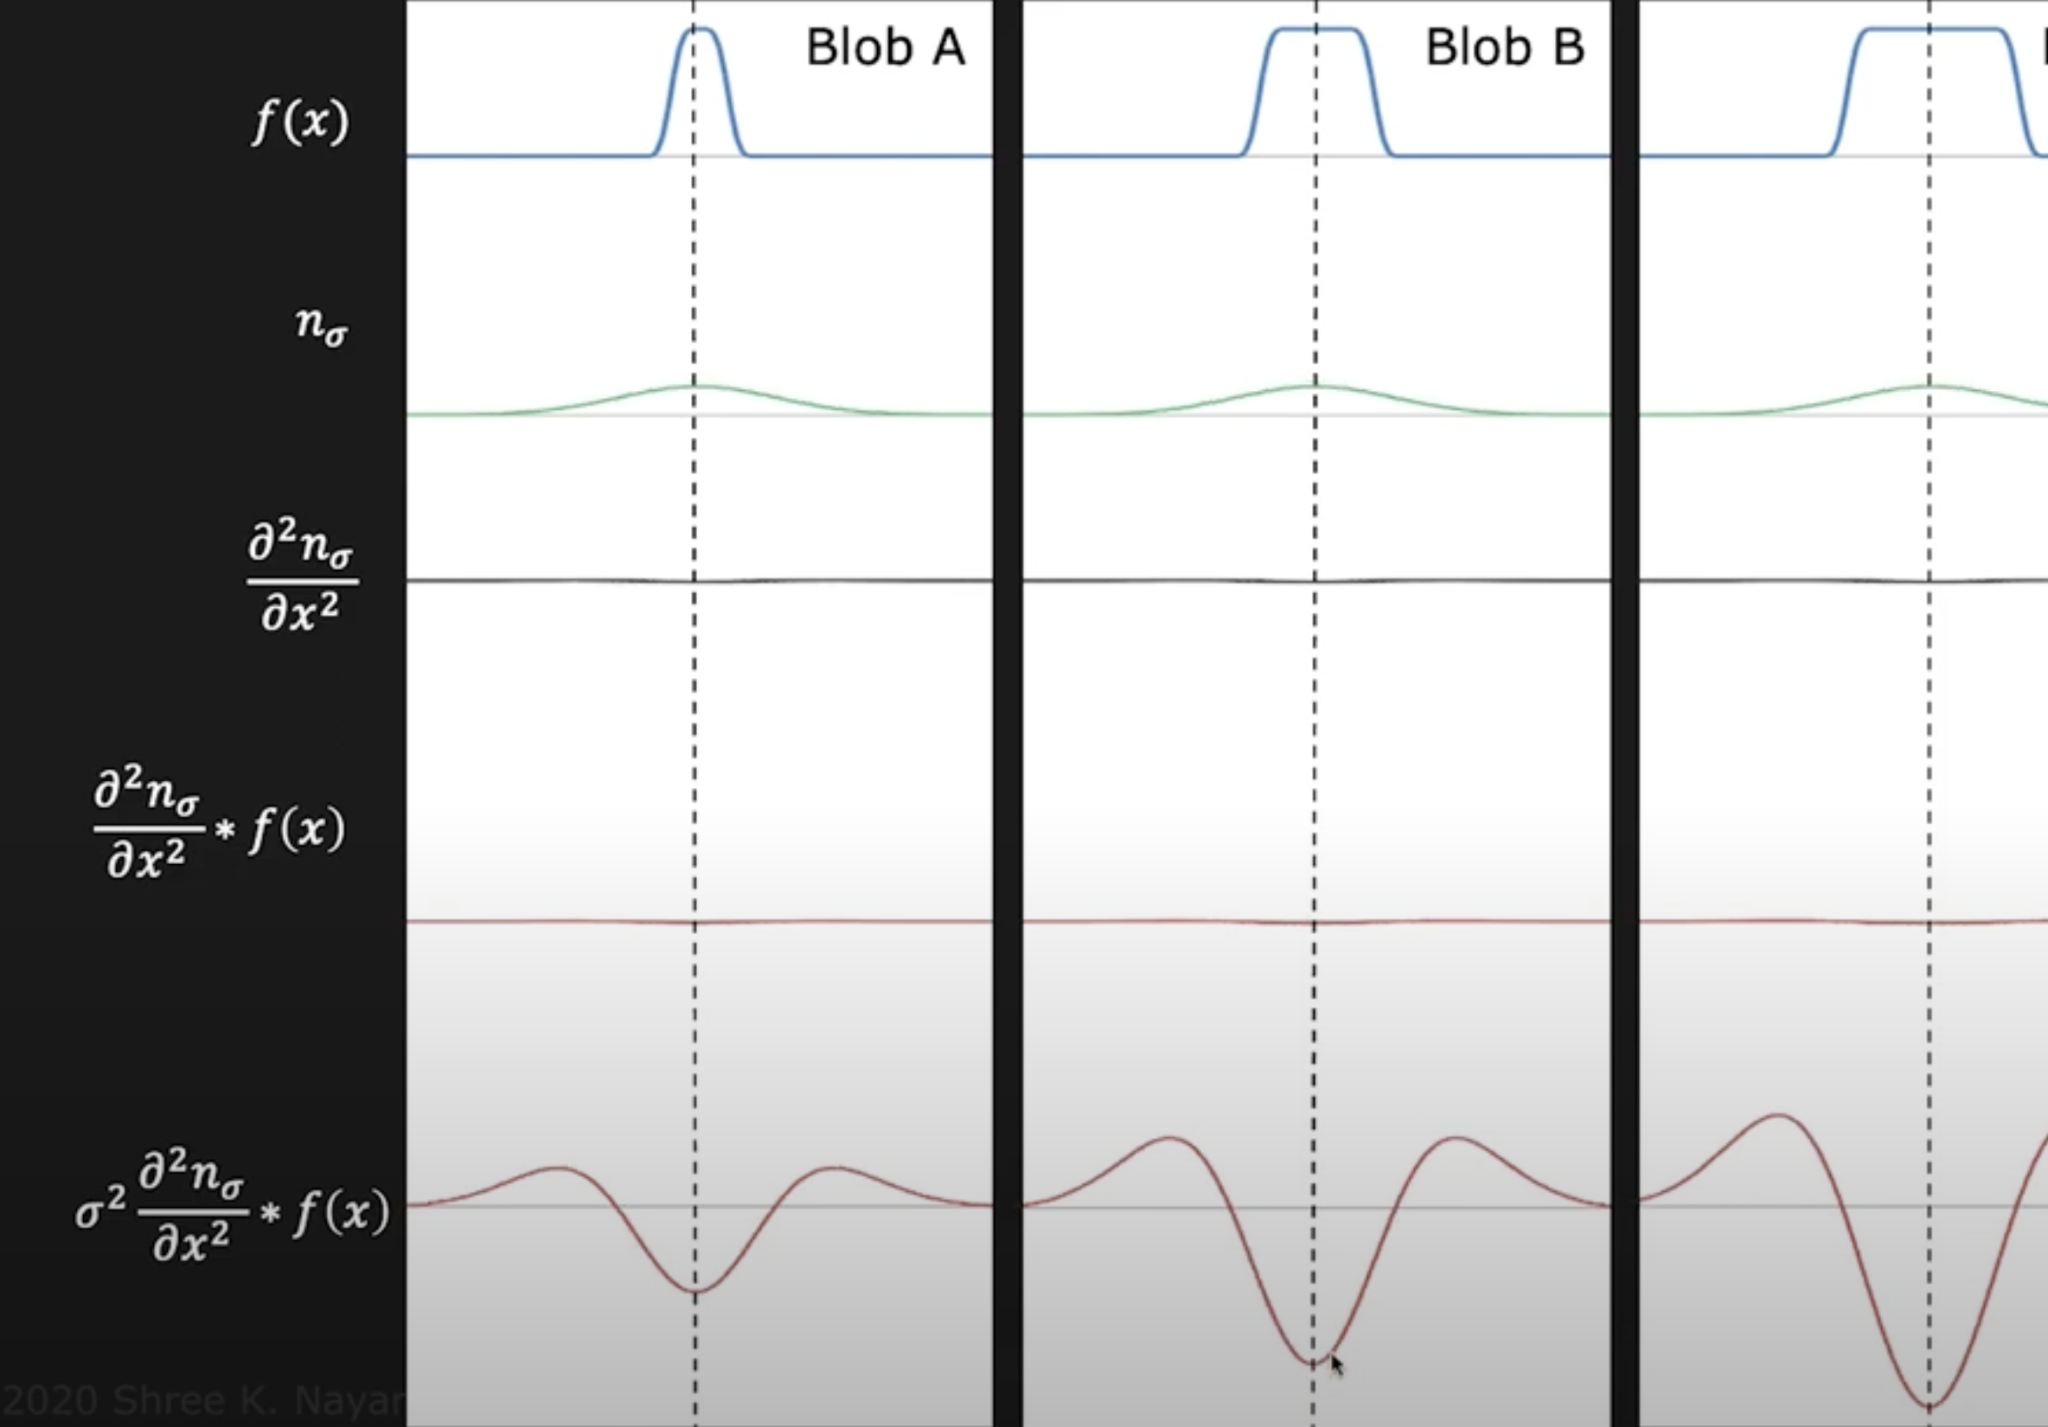 Blob A
Blob B
f(x)
n_σ
∂²n_σ/∂x²
∂²n_σ/∂x² * f(x)
σ² ∂²n_σ/∂x² * f(x)
2020 Shree K. Nayar